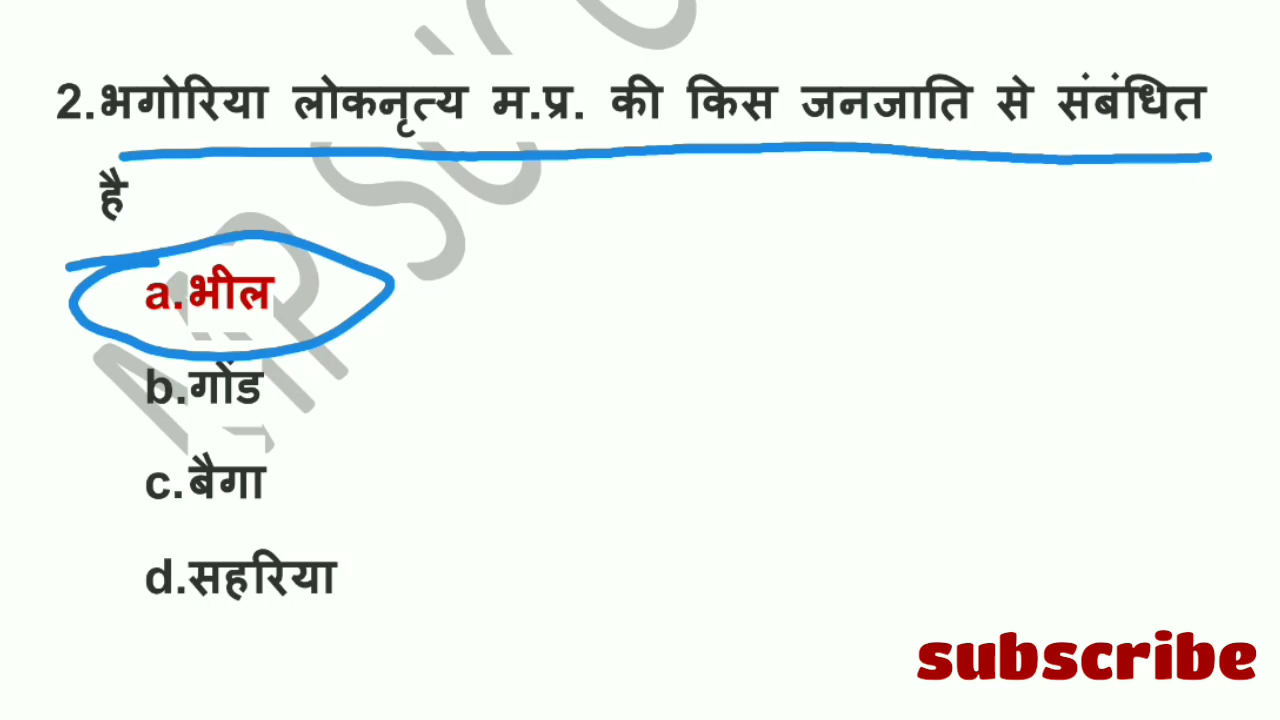 2.भगोरिया लोकनृत्य म.प्र. की किस जनजाति से संबंधित
है
a.भील
b.गोंड
c.बैगा
d.सहरिया
subscribe